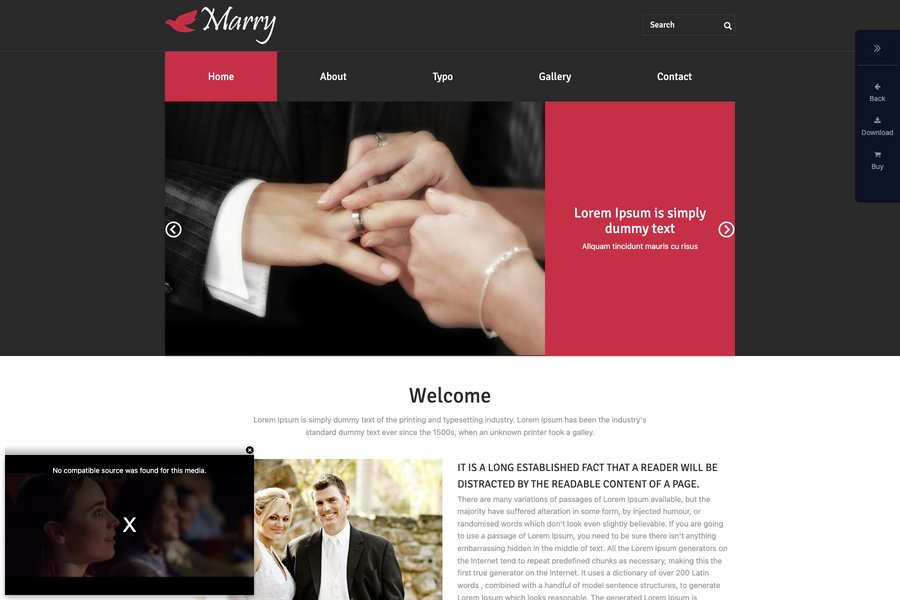 Marry
Search
Home
About
Typo
Gallery
Contact
Back
Download
Buy
Lorem Ipsum is simply
dummy text
Aliquam tincidunt mauris cu risus
Welcome
Lorem Ipsum is simply dummy text of the printing and typesetting industry. Lorem Ipsum has been the industry's
standard dummy text ever since the 1500s, when an unknown printer took a galley.
No compatible source was found for this media.
X
IT IS A LONG ESTABLISHED FACT THAT A READER WILL BE
DISTRACTED BY THE READABLE CONTENT OF A PAGE.
There are many variations of passages of Lorem Ipsum available, but the
majority have suffered alteration in some form, by injected humour, or
randomised words which don't look even slightly believable. If you are going
to use a passage of Lorem Ipsum, you need to be sure there isn't anything
embarrassing hidden in the middle of text. All the Lorem Ipsum generators on
the Internet tend to repeat predefined chunks as necessary, making this the
first true generator on the Internet. It uses a dictionary of over 200 Latin
words , combined with a handful of model sentence structures, to generate
Lorem Ipsum which looks reasonable. The generated Lorem Ipsum is